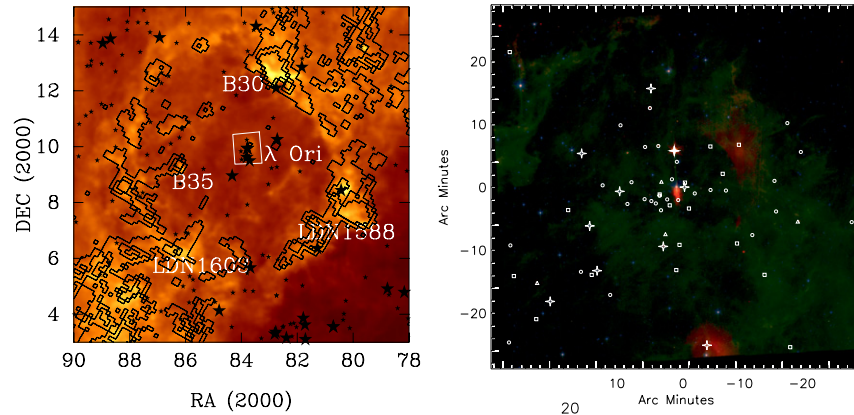 14
12
10
8
6
4
DEC (2000)
B30
λ Ori
B35
LDN1588
LDN1603
90
88
86
84
82
80
78
RA (2000)
20
10
0
-10
-20
Arc Minutes
10
0
-10
-20
Arc Minutes
20